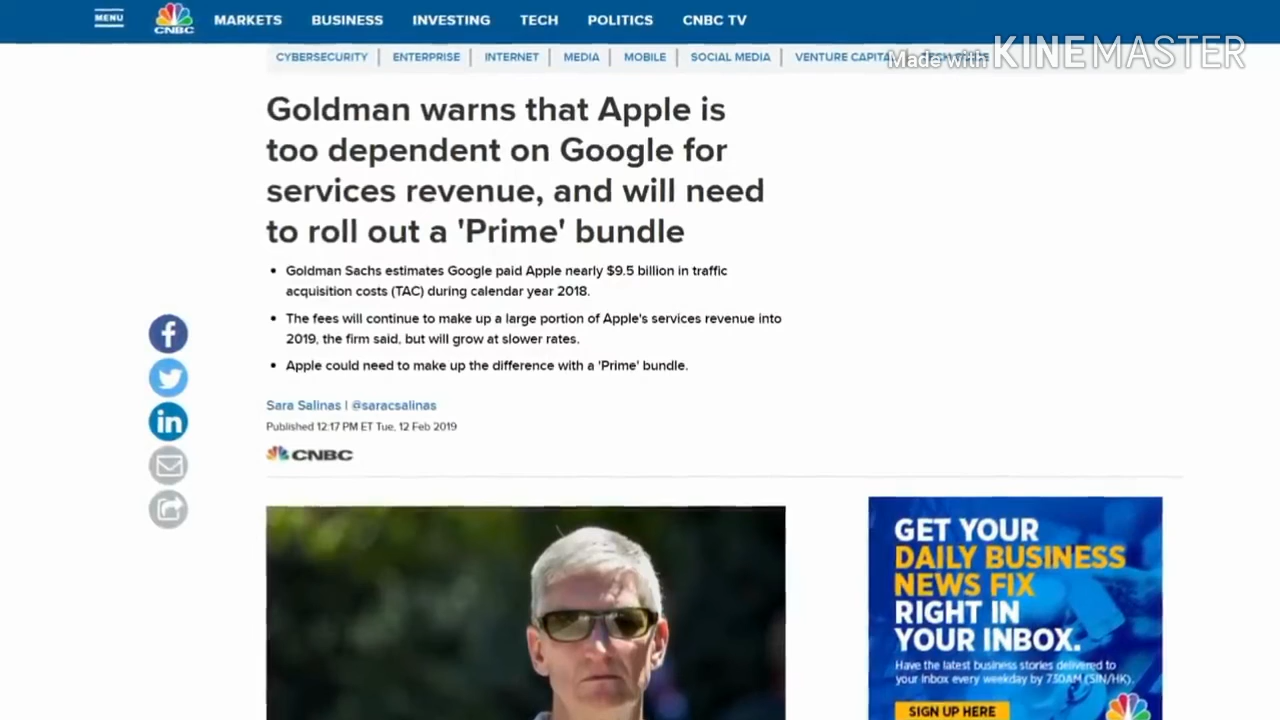 MENU
CNBC
MARKETS BUSINESS INVESTING TECH POLITICS CNBC TV
CYBERSECURITY | ENTERPRISE | INTERNET | MEDIA | MOBILE | SOCIAL MEDIA | VENTURE CAPITAL
Made with KINEMASTER
Goldman warns that Apple is
too dependent on Google for
services revenue, and will need
to roll out a 'Prime' bundle
• Goldman Sachs estimates Google paid Apple nearly $9.5 billion in traffic
acquisition costs (TAC) during calendar year 2018.
• The fees will continue to make up a large portion of Apple's services revenue into
2019, the firm said, but will grow at slower rates.
• Apple could need to make up the difference with a 'Prime' bundle.
Sara Salinas | @saracsalinas
Published 12:17 PM ET Tue, 12 Feb 2019
CNBC
f
in
GET YOUR
DAILY BUSINESS
NEWS FIX
RIGHT IN
YOUR INBOX.
Have the latest business stories delivered to
your inbox every weekday by 7:30AM (SIN/HK).
SIGN UP HERE